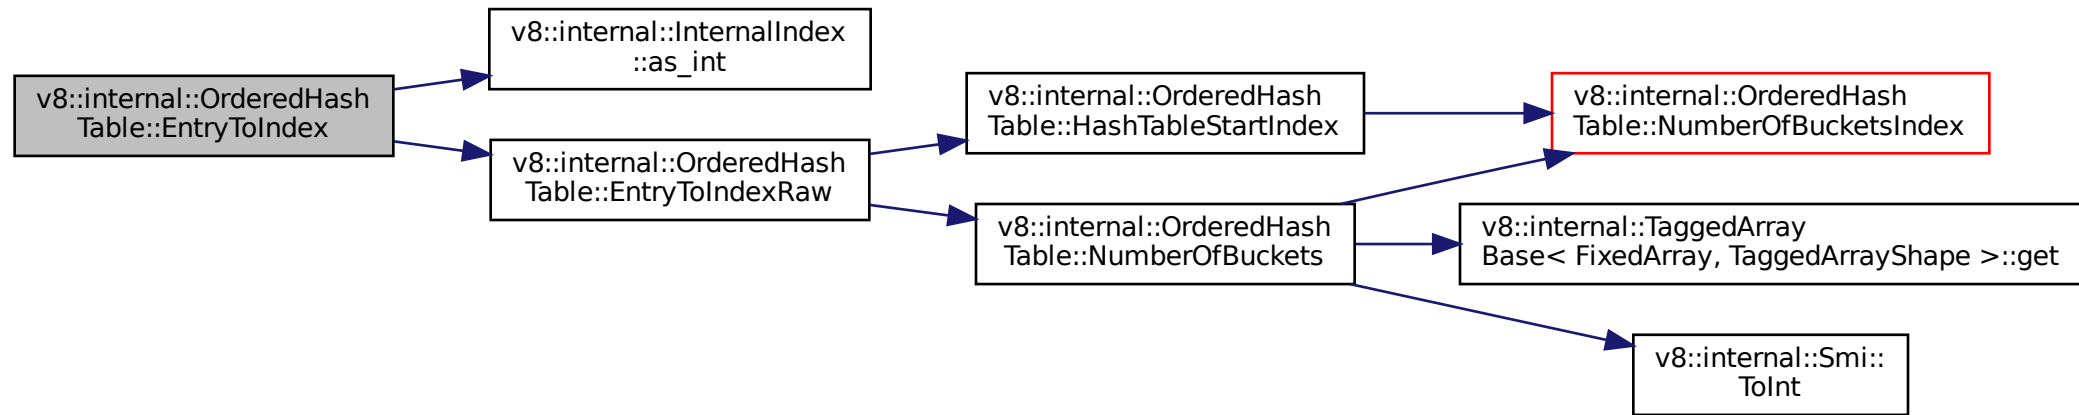 v8::internal::OrderedHash
Table::EntryToIndex
v8::internal::InternalIndex
::as_int
v8::internal::OrderedHash
Table::EntryToIndexRaw
v8::internal::OrderedHash
Table::HashTableStartIndex
v8::internal::OrderedHash
Table::NumberOfBuckets
v8::internal::OrderedHash
Table::NumberOfBucketsIndex
v8::internal::TaggedArray
Base< FixedArray, TaggedArrayShape >::get
v8::internal::Smi::
ToInt